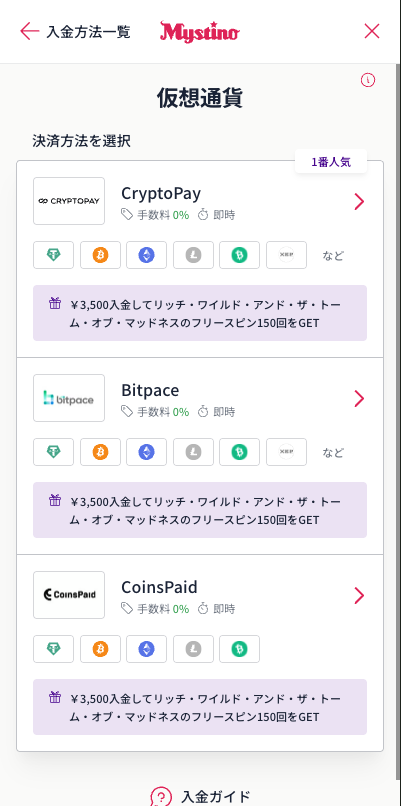 入金方法一覧
Mystino
仮想通貨
決済方法を選択
1番人気
CRYPTOPAY
CryptoPay
手数料 0% 即時
XRP など
¥3,500入金してリッチ・ワイルド・アンド・ザ・トー
ム・オブ・マッドネスのフリースピン150回をGET
bitpace
Bitpace
手数料 0% 即時
XRP など
¥3,500入金してリッチ・ワイルド・アンド・ザ・トー
ム・オブ・マッドネスのフリースピン150回をGET
CoinsPaid
CoinsPaid
手数料 0% 即時
¥3,500入金してリッチ・ワイルド・アンド・ザ・トー
ム・オブ・マッドネスのフリースピン150回をGET
入金ガイド